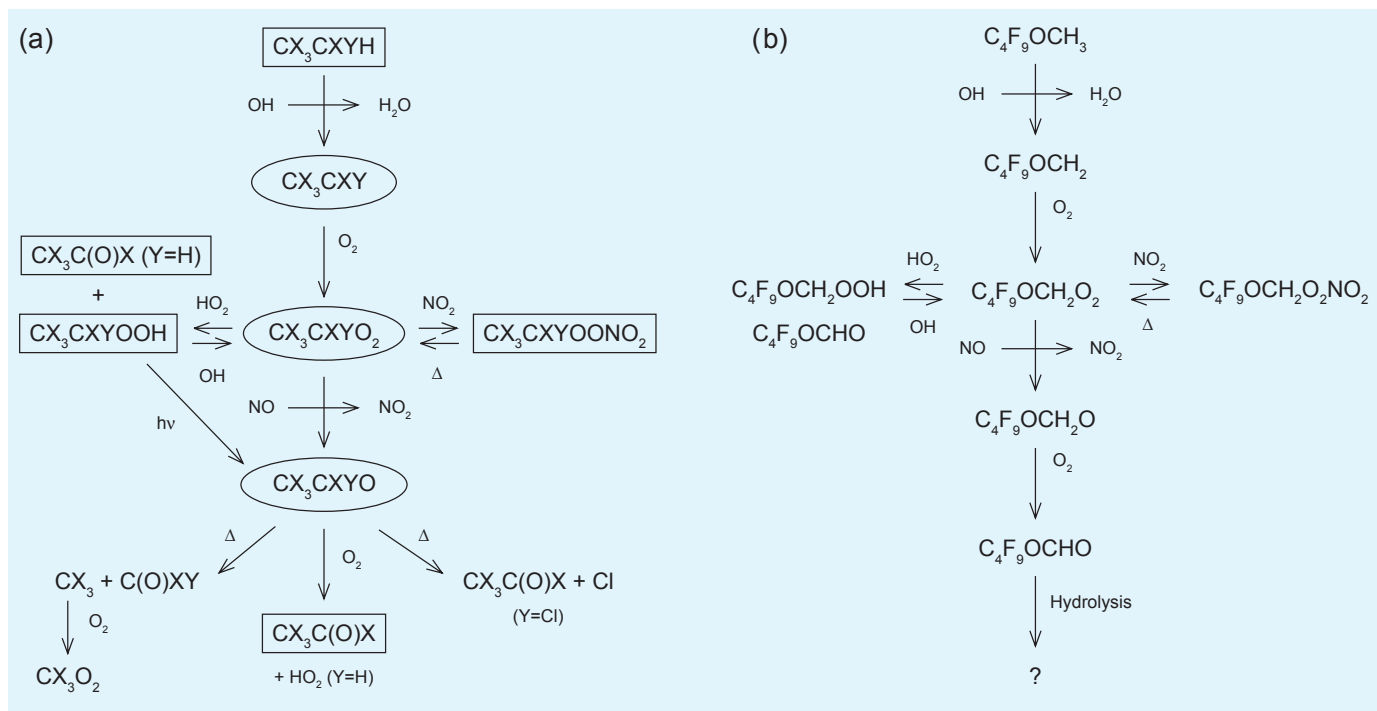 (a)
CX₃CXYH
OH
H₂O
CX₃CXY
O₂
CX₃C(O)X (Y=H)
+
CX₃CXYOOH
HO₂
OH
CX₃CXYO₂
NO₂
Δ
CX₃CXYOONO₂
hν
NO
NO₂
CX₃CXYO
Δ
O₂
Δ
CX₃ + C(O)XY
CX₃C(O)X + Cl
(Y=Cl)
O₂
CX₃C(O)X
+ HO₂ (Y=H)
CX₃O₂
(b)
C₄F₉OCH₃
OH
H₂O
C₄F₉OCH₂
O₂
C₄F₉OCH₂OOH
C₄F₉OCHO
HO₂
OH
C₄F₉OCH₂O₂
NO₂
Δ
C₄F₉OCH₂O₂NO₂
NO
NO₂
C₄F₉OCH₂O
O₂
C₄F₉OCHO
Hydrolysis
?